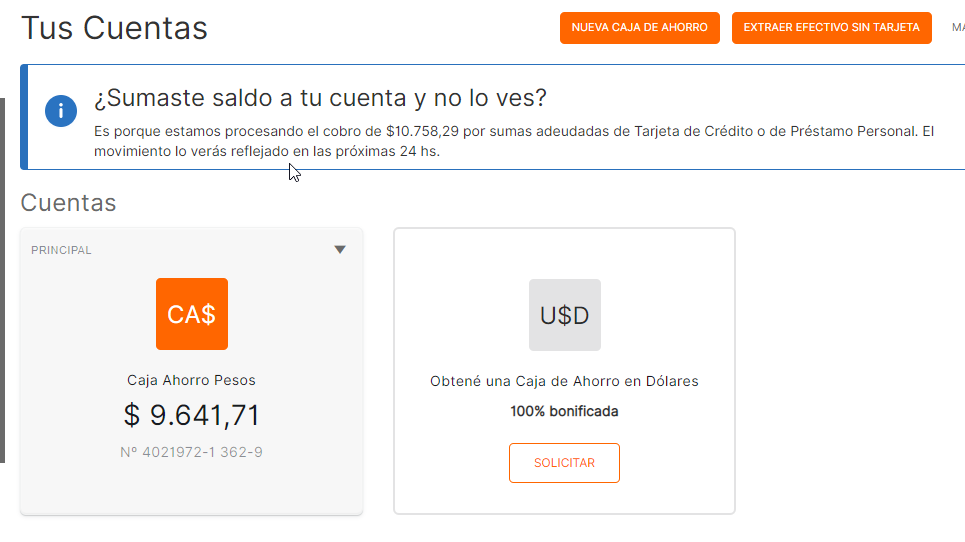 Tus Cuentas
NUEVA CAJA DE AHORRO
EXTRAER EFECTIVO SIN TARJETA
MA
¿Sumaste saldo a tu cuenta y no lo ves?
Es porque estamos procesando el cobro de $10.758,29 por sumas adeudadas de Tarjeta de Crédito o de Préstamo Personal. El
movimiento lo verás reflejado en las próximas 24 hs.
Cuentas
PRINCIPAL
CA$
Caja Ahorro Pesos
$ 9.641,71
Nº 4021972-1 362-9
U$D
Obtené una Caja de Ahorro en Dólares
100% bonificada
SOLICITAR